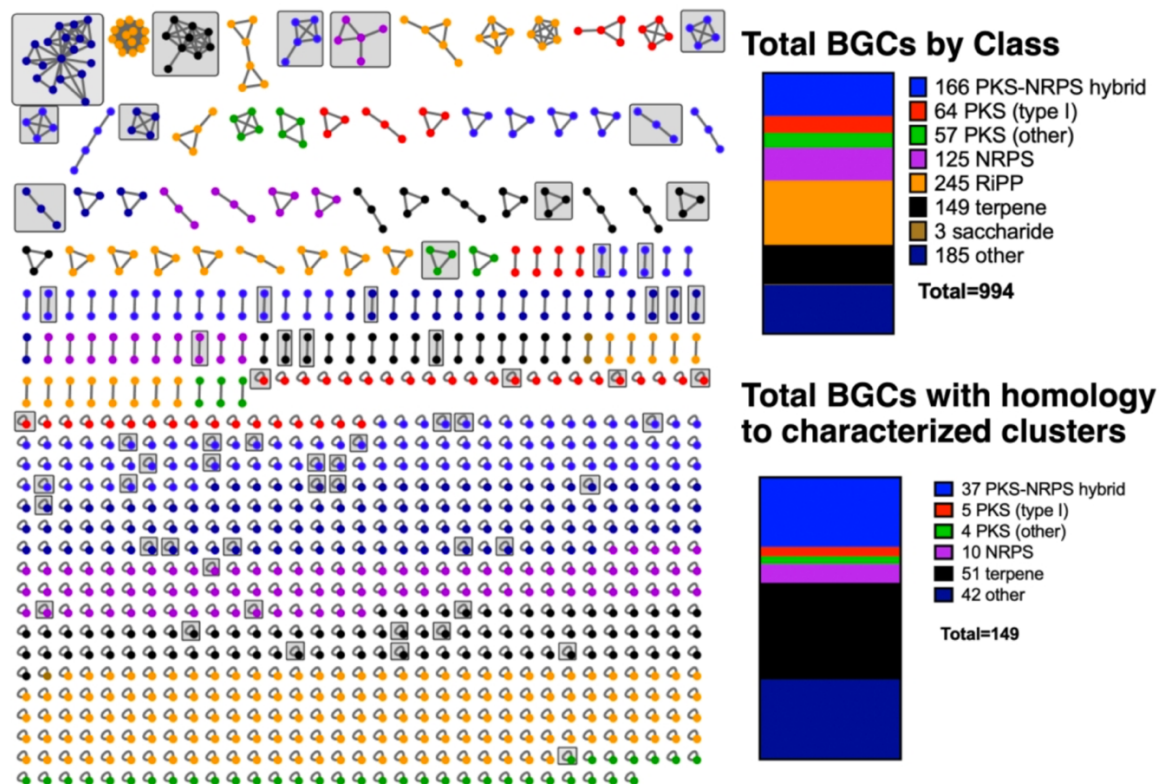 Total BGCs by Class
166 PKS-NRPS hybrid
64 PKS (type I)
57 PKS (other)
125 NRPS
245 RiPP
149 terpene
3 saccharide
185 other
Total=994
Total BGCs with homology
to characterized clusters
37 PKS-NRPS hybrid
5 PKS (type I)
4 PKS (other)
10 NRPS
51 terpene
42 other
Total=149